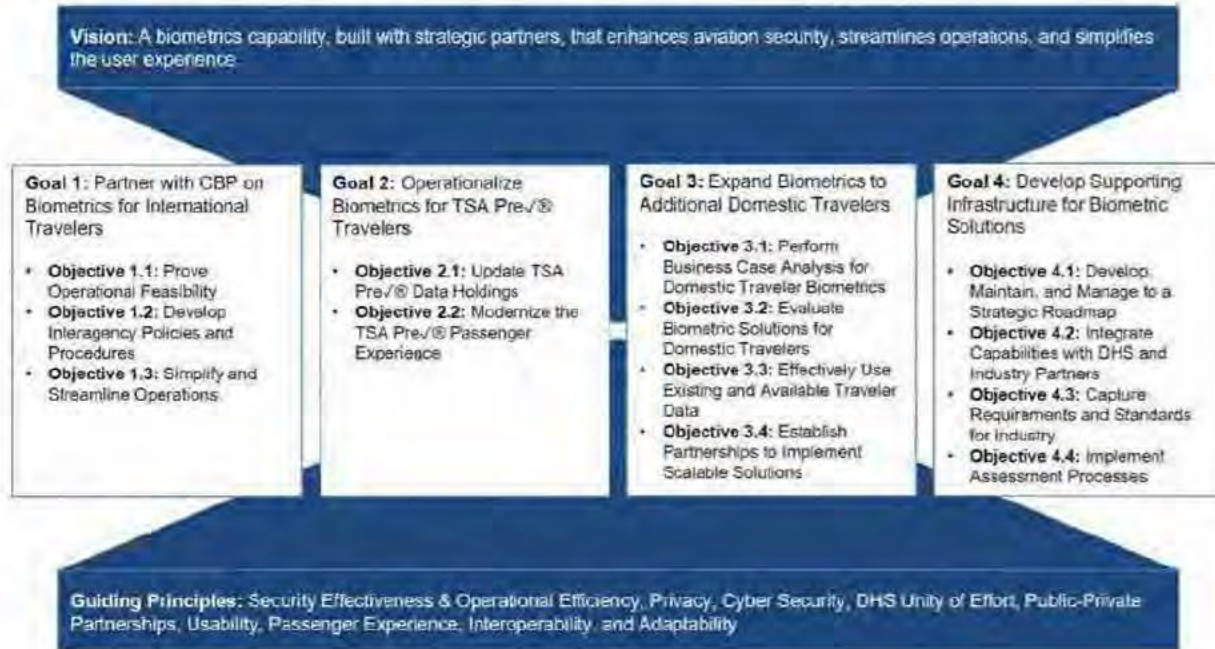 Vision: A biometrics capability, built with strategic partners, that enhances aviation security, streamlines operations, and simplifies
the user experience
Goal 1: Partner with CBP on
Biometrics for International
Travelers
• Objective 1.1: Prove
Operational Feasibility
• Objective 1.2: Develop
Interagency Policies and
Procedures
• Objective 1.3: Simplify and
Streamline Operations
Goal 2: Operationalize
Biometrics for TSA Pre✓®
Travelers
• Objective 2.1: Update TSA
Pre✓® Data Holdings
• Objective 2.2: Modernize the
TSA Pre✓® Passenger
Experience
Goal 3: Expand Biometrics to
Additional Domestic Travelers
• Objective 3.1: Perform
Business Case Analysis for
Domestic Traveler Biometrics
• Objective 3.2: Evaluate
Biometric Solutions for
Domestic Travelers
• Objective 3.3: Effectively Use
Existing and Available Traveler
Data
• Objective 3.4: Establish
Partnerships to Implement
Scalable Solutions
Goal 4: Develop Supporting
Infrastructure for Biometric
Solutions
• Objective 4.1: Develop,
Maintain, and Manage to a
Strategic Roadmap
• Objective 4.2: Integrate
Capabilities with DHS and
Industry Partners
• Objective 4.3: Capture
Requirements and Standards
for Industry
• Objective 4.4: Implement
Assessment Processes
Guiding Principles: Security Effectiveness & Operational Efficiency, Privacy, Cyber Security, DHS Unity of Effort, Public-Private
Partnerships, Usability, Passenger Experience, Interoperability, and Adaptability